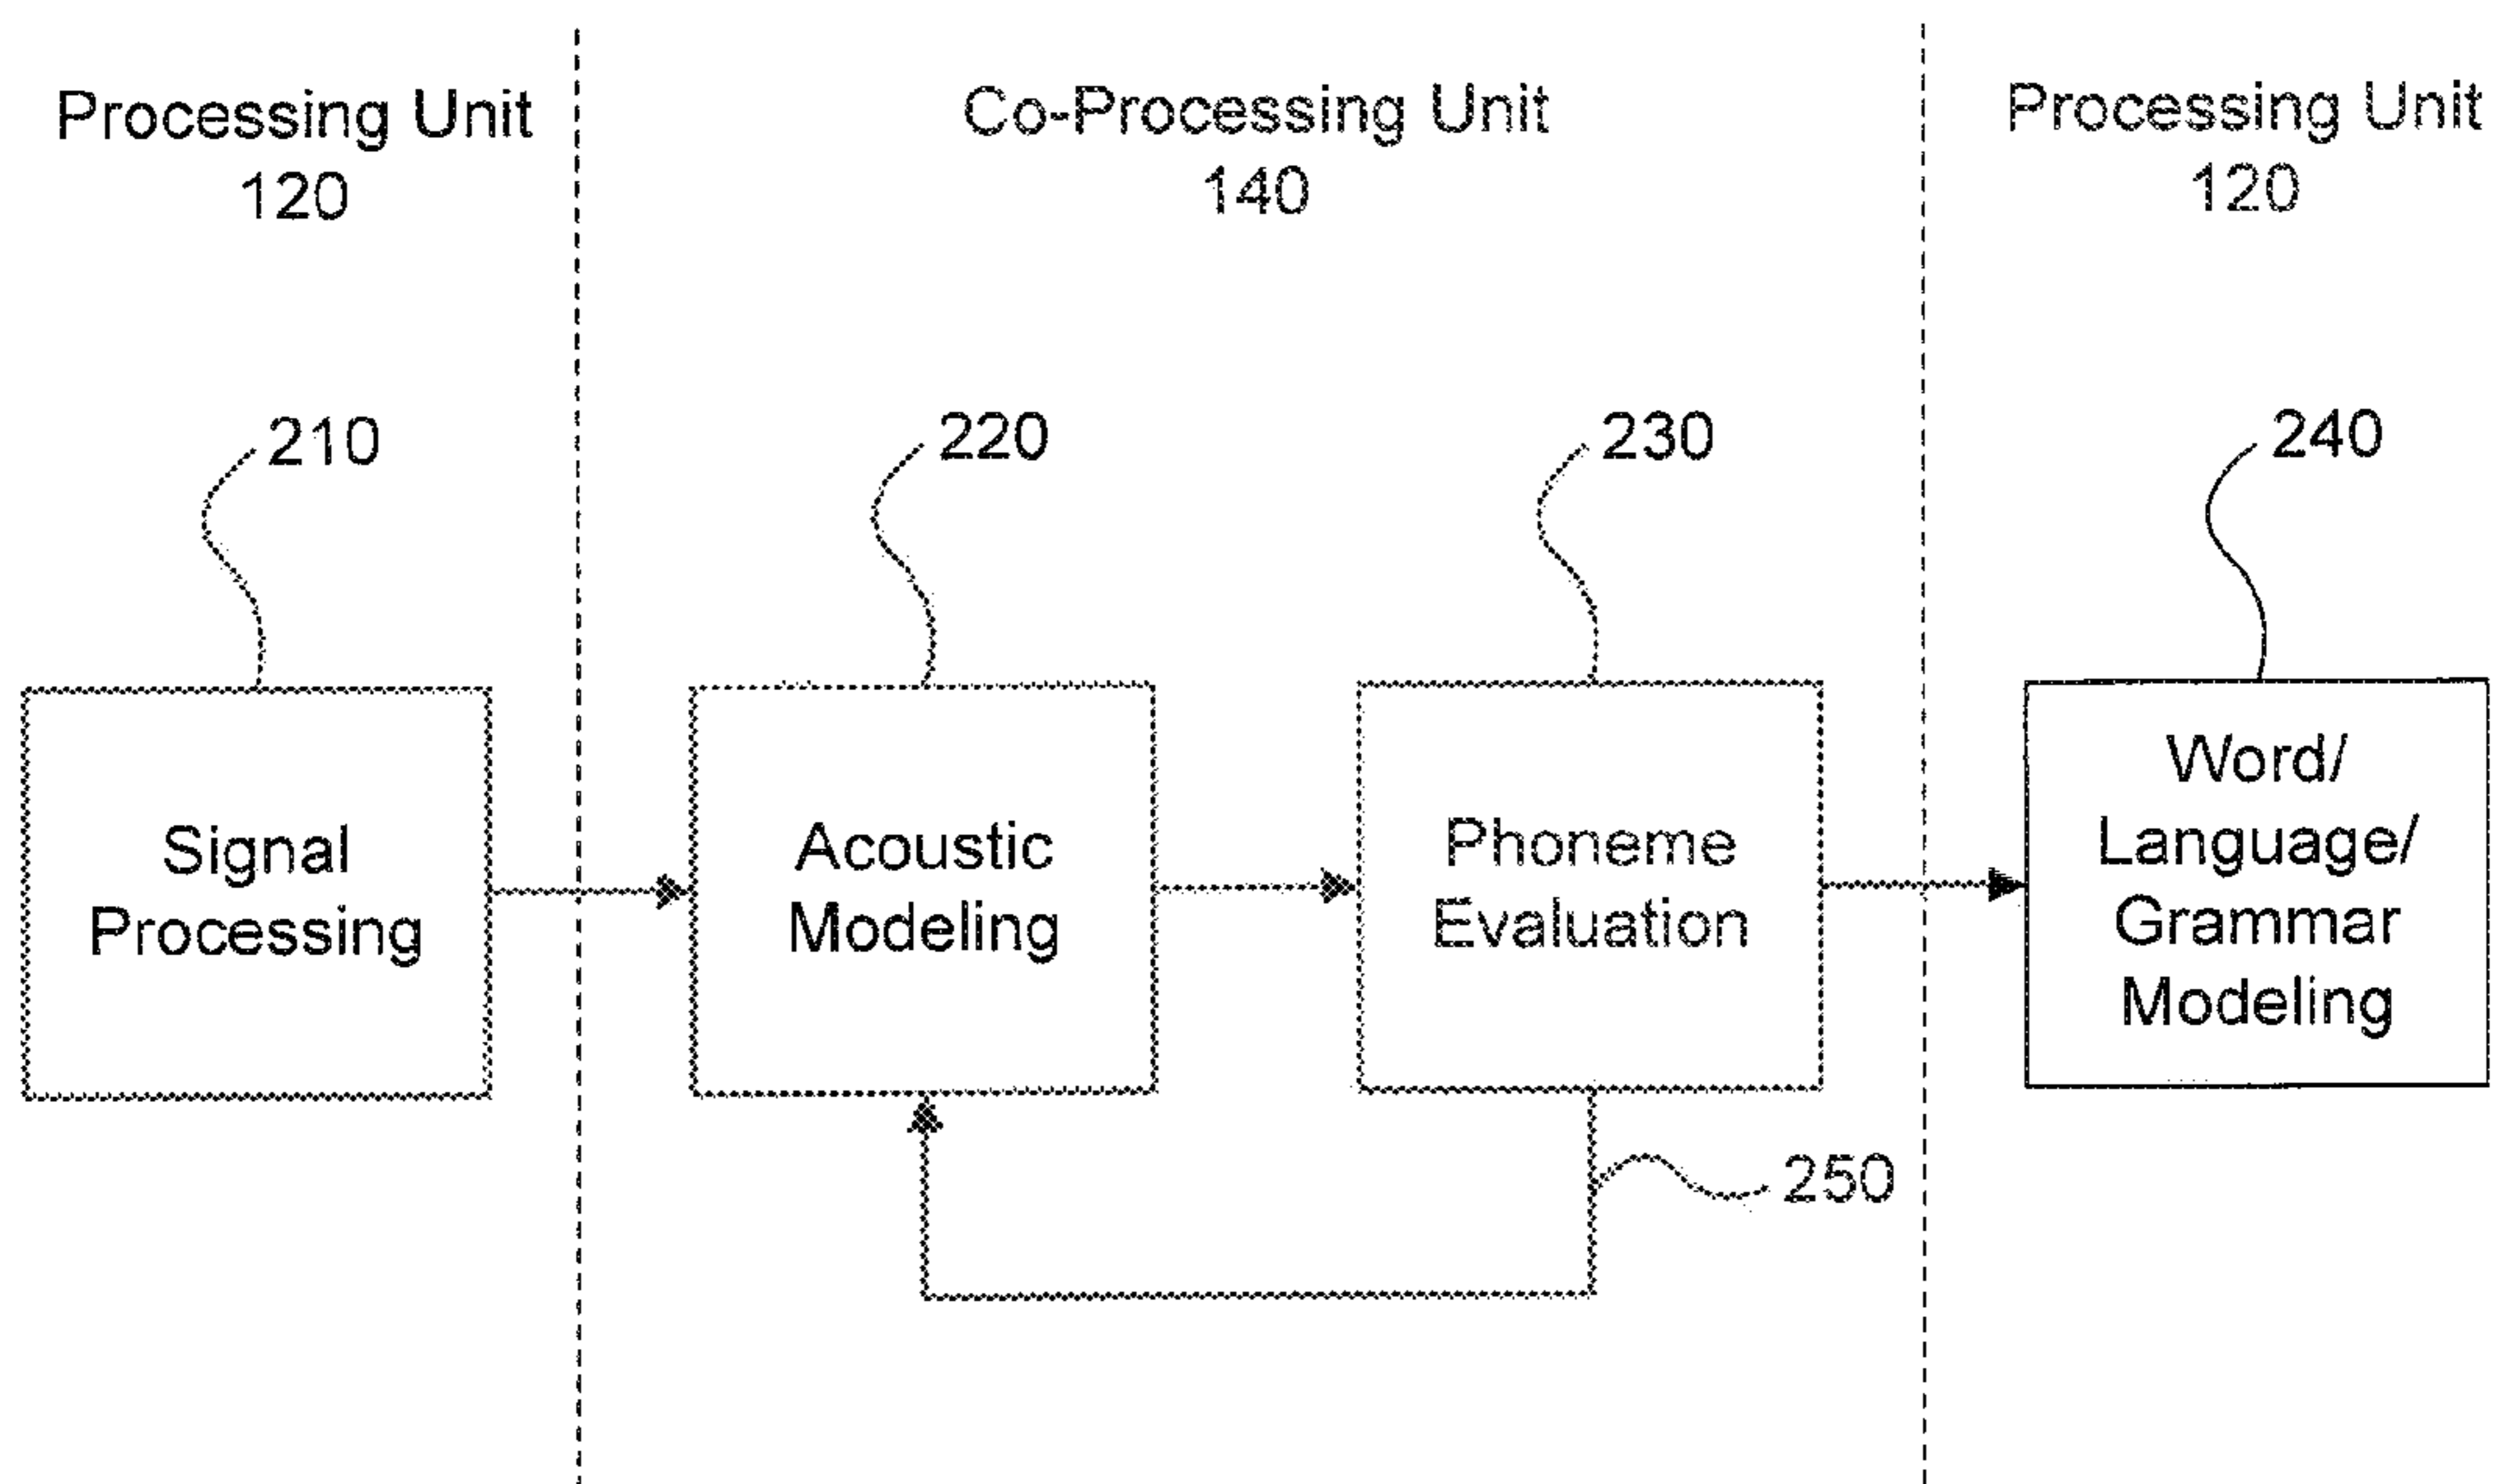 Processing Unit
120
Co-Processing Unit
140
Processing Unit
120
210
220
230
240
Signal
Processing
Acoustic
Modeling
Phoneme
Evaluation
Word/
Language/
Grammar
Modeling
250